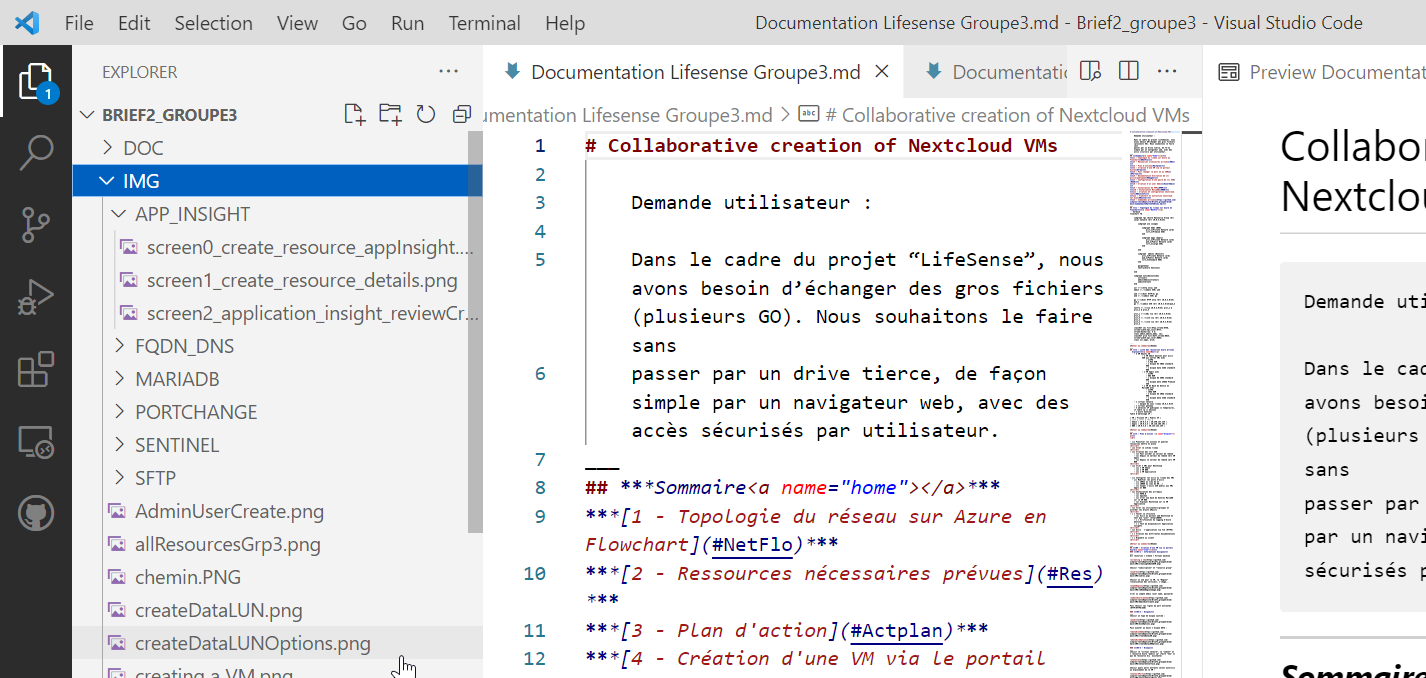 File Edit Selection View Go Run Terminal Help
Documentation Lifesense Groupe3.md - Brief2_groupe3 - Visual Studio Code
1
EXPLORER
BRIEF2_GROUPE3
DOC
IMG
APP_INSIGHT
screen0_create_resource_appInsight....
screen1_create_resource_details.png
screen2_application_insight_reviewCr...
FQDN_DNS
MARIADB
PORTCHANGE
SENTINEL
SFTP
AdminUserCreate.png
allResourcesGrp3.png
chemin.PNG
createDataLUN.png
createDataLUNOptions.png
creating a VM.png
Documentation Lifesense Groupe3.md
Documentatic
umentation Lifesense Groupe3.md > abc # Collaborative creation of Nextcloud VMs
1 # Collaborative creation of Nextcloud VMs
2
3 Demande utilisateur :
4
5 Dans le cadre du projet “LifeSense”, nous
avons besoin d’échanger des gros fichiers
(plusieurs GO). Nous souhaitons le faire
sans
6 passer par un drive tierce, de façon
simple par un navigateur web, avec des
accès sécurisés par utilisateur.
7 ___
8 ## ***Sommaire<a name="home"></a>***
9 ***[1 - Topologie du réseau sur Azure en
Flowchart](#NetFlo)***
10 ***[2 - Ressources nécessaires prévues](#Res)
***
11 ***[3 - Plan d'action](#Actplan)***
12 ***[4 - Création d'une VM via le portail
Preview Documentat
Collabor
Nextclou
Demande uti
Dans le cad
avons besoi
(plusieurs
sans
passer par
par un navi
sécurisés p
Sommaire